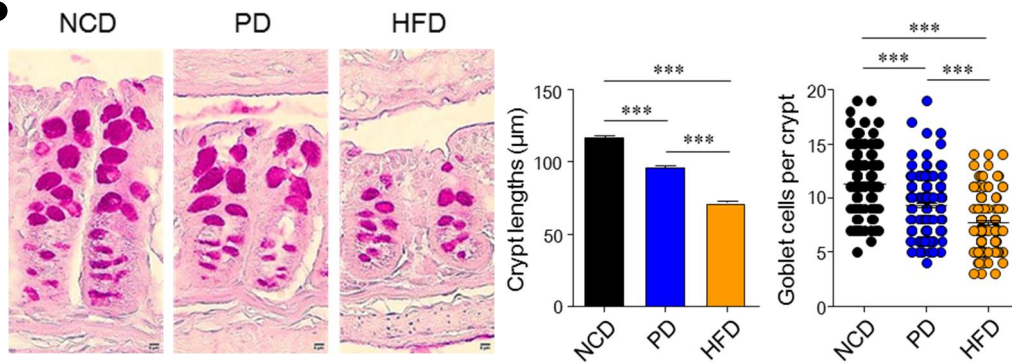 NCD
PD
HFD
Crypt lengths (μm)
150
100
50
0
***
***
***
NCD
PD
HFD
Goblet cells per crypt
20
15
10
5
0
***
***
***
NCD
PD
HFD